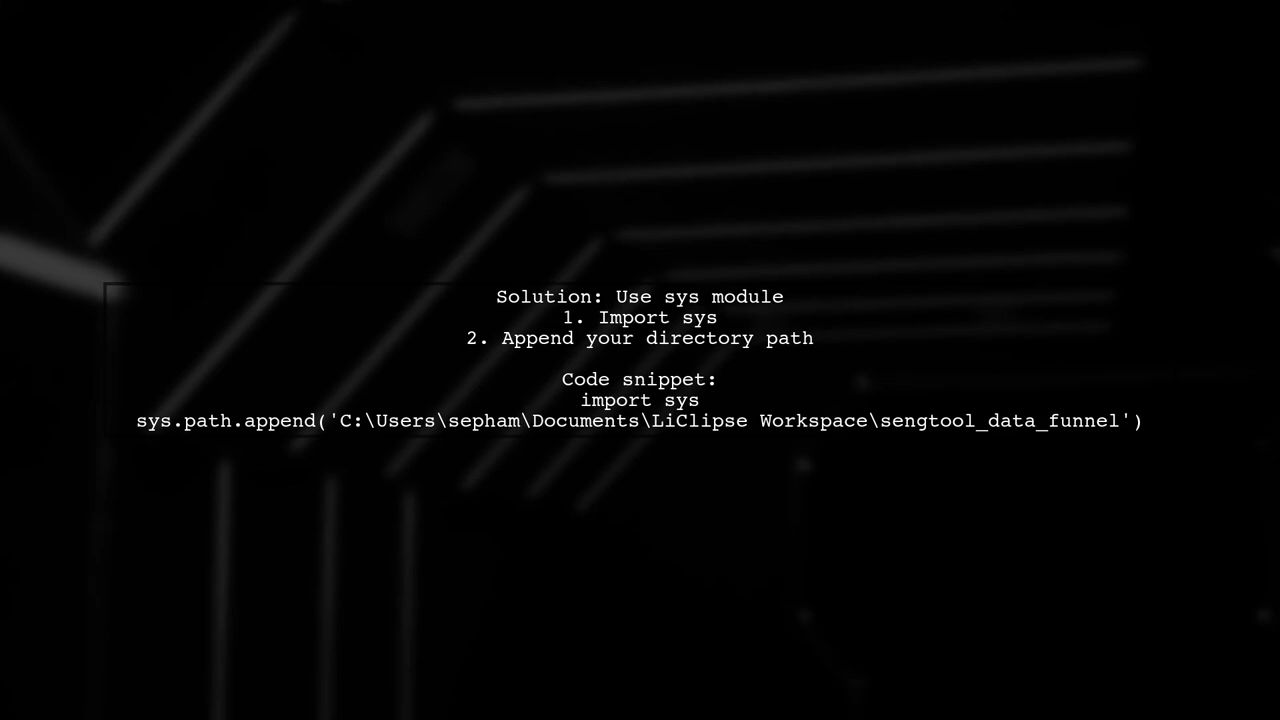 Solution: Use sys module
1. Import sys
2. Append your directory path
Code snippet:
import sys
sys.path.append('C:\Users\sepham\Documents\LiClipse Workspace\sengtool_data_funnel')